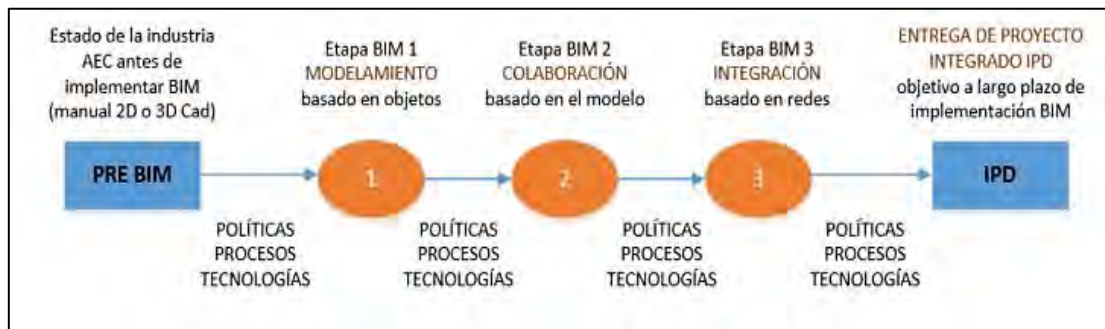 Estado de la industria
AEC antes de
implementar BIM
(manual 2D o 3D Cad)
Etapa BIM 1
MODELAMIENTO
basado en objetos
Etapa BIM 2
COLABORACIÓN
basado en el modelo
Etapa BIM 3
INTEGRACIÓN
basado en redes
ENTREGA DE PROYECTO
INTEGRADO IPD
objetivo a largo plazo de
implementación BIM
PRE BIM
1
2
3
IPD
POLÍTICAS
PROCESOS
TECNOLOGÍAS
POLÍTICAS
PROCESOS
TECNOLOGÍAS
POLÍTICAS
PROCESOS
TECNOLOGÍAS
POLÍTICAS
PROCESOS
TECNOLOGÍAS